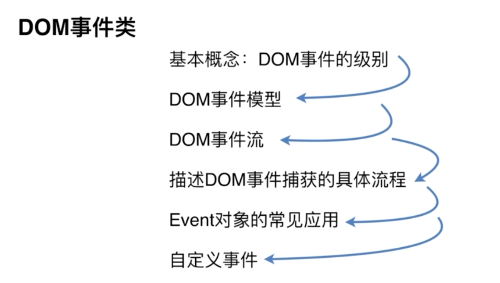 DOM事件类
基本概念：DOM事件的级别
DOM事件模型
DOM事件流
描述DOM事件捕获的具体流程
Event对象的常见应用
自定义事件